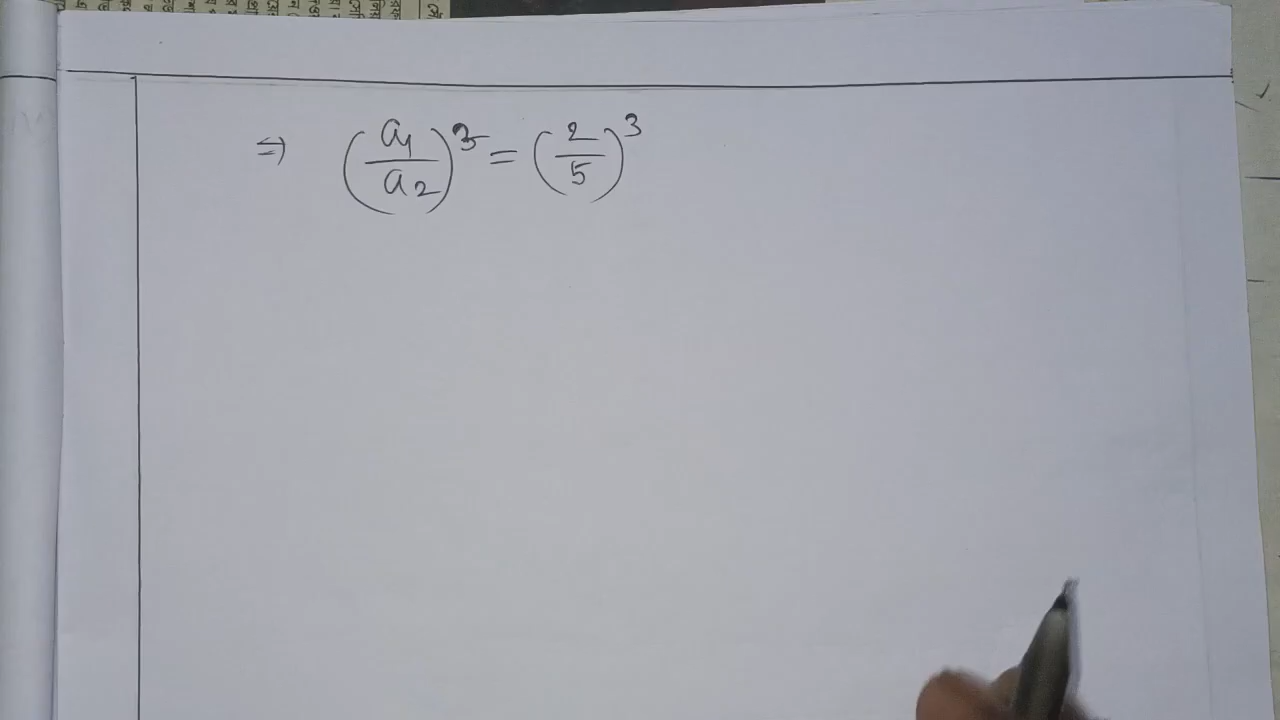 ⇒ (a₁/a₂)³ = (2/5)³